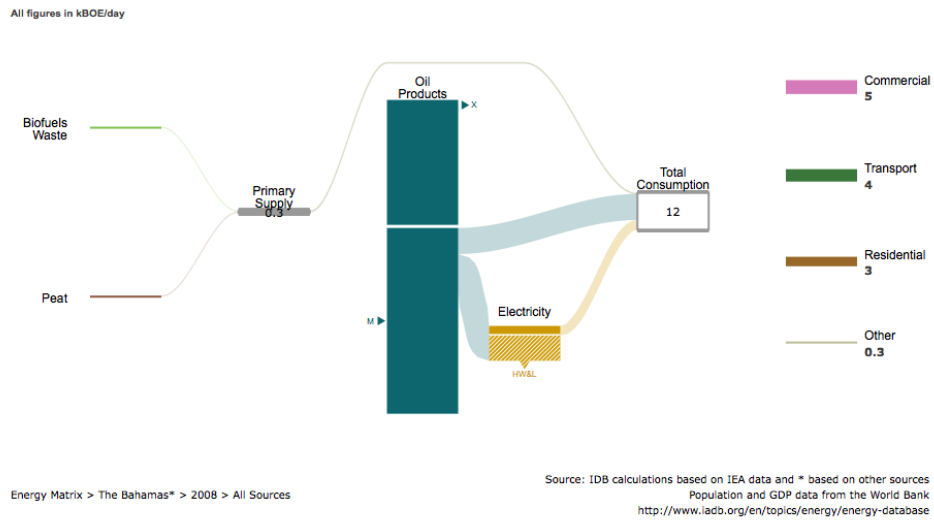 All figures in kBOE/day
Oil
Products
X
Commercial
5
Biofuels
Waste
Transport
4
Total
Consumption
12
Primary
Supply
0.3
Residential
3
Peat
Electricity
M
HW&L
Other
0.3
Source: IDB calculations based on IEA data and * based on other sources
Energy Matrix > The Bahamas* > 2008 > All Sources
Population and GDP data from the World Bank
http://www.iadb.org/en/topics/energy/energy-database